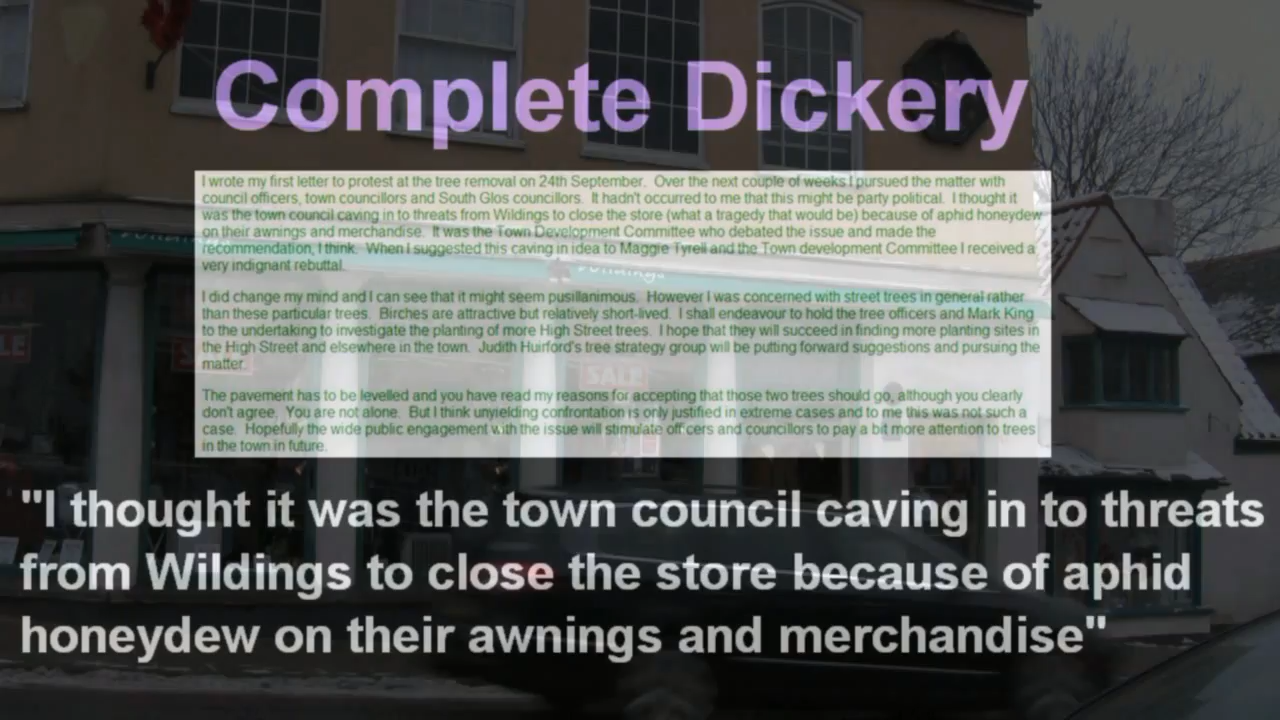 Complete Dickery
I wrote my first letter to protest at the tree removal on 24th September. Over the next couple of weeks I pursued the matter with
council officers, town councillors and South Glos councillors. It hadn't occurred to me that this might be party political. I thought it
was the town council caving in to threats from Wildings to close the store (what a tragedy that would be) because of aphid honeydew
on their awnings and merchandise. It was the Town Development Committee who debated the issue and made the
recommendation, I think. When I suggested this caving in idea to Maggie Tyrell and the Town development Committee I received a
very indignant rebuttal.
I did change my mind and I can see that it might seem pusillanimous. However I was concerned with street trees in general rather
than these particular trees. Birches are attractive but relatively short-lived. I shall endeavour to hold the tree officers and Mark King
to the undertaking to investigate the planting of more High Street trees. I hope that they will succeed in finding more planting sites in
the High Street and elsewhere in the town. Judith Huirford's tree strategy group will be putting forward suggestions and pursuing the
matter.
The pavement has to be levelled and you have read my reasons for accepting that those two trees should go, although you clearly
don't agree. You are not alone. But I think unyielding confrontation is only justified in extreme cases and to me this was not such a
case. Hopefully the wide public engagement with the issue will stimulate officers and councillors to pay a bit more attention to trees
in the town in future.
Wildings
SALE
"I thought it was the town council caving in to threats
from Wildings to close the store because of aphid
honeydew on their awnings and merchandise"